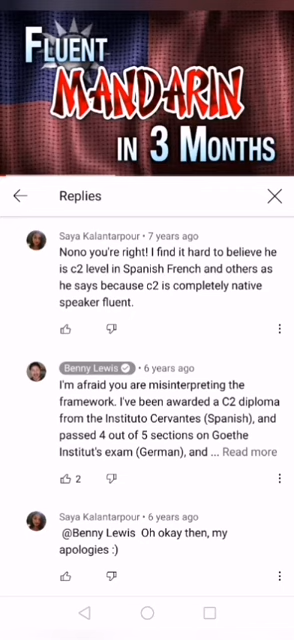 FLUENT
MANDARIN
IN 3 MONTHS
Replies
Saya Kalantarpour • 7 years ago
Nono you're right! I find it hard to believe he
is c2 level in Spanish French and others as
he says because c2 is completely native
speaker fluent.
Benny Lewis • 6 years ago
I'm afraid you are misinterpreting the
framework. I've been awarded a C2 diploma
from the Instituto Cervantes (Spanish), and
passed 4 out of 5 sections on Goethe
Institut's exam (German), and ... Read more
2
Saya Kalantarpour • 6 years ago
@Benny Lewis Oh okay then, my
apologies :)